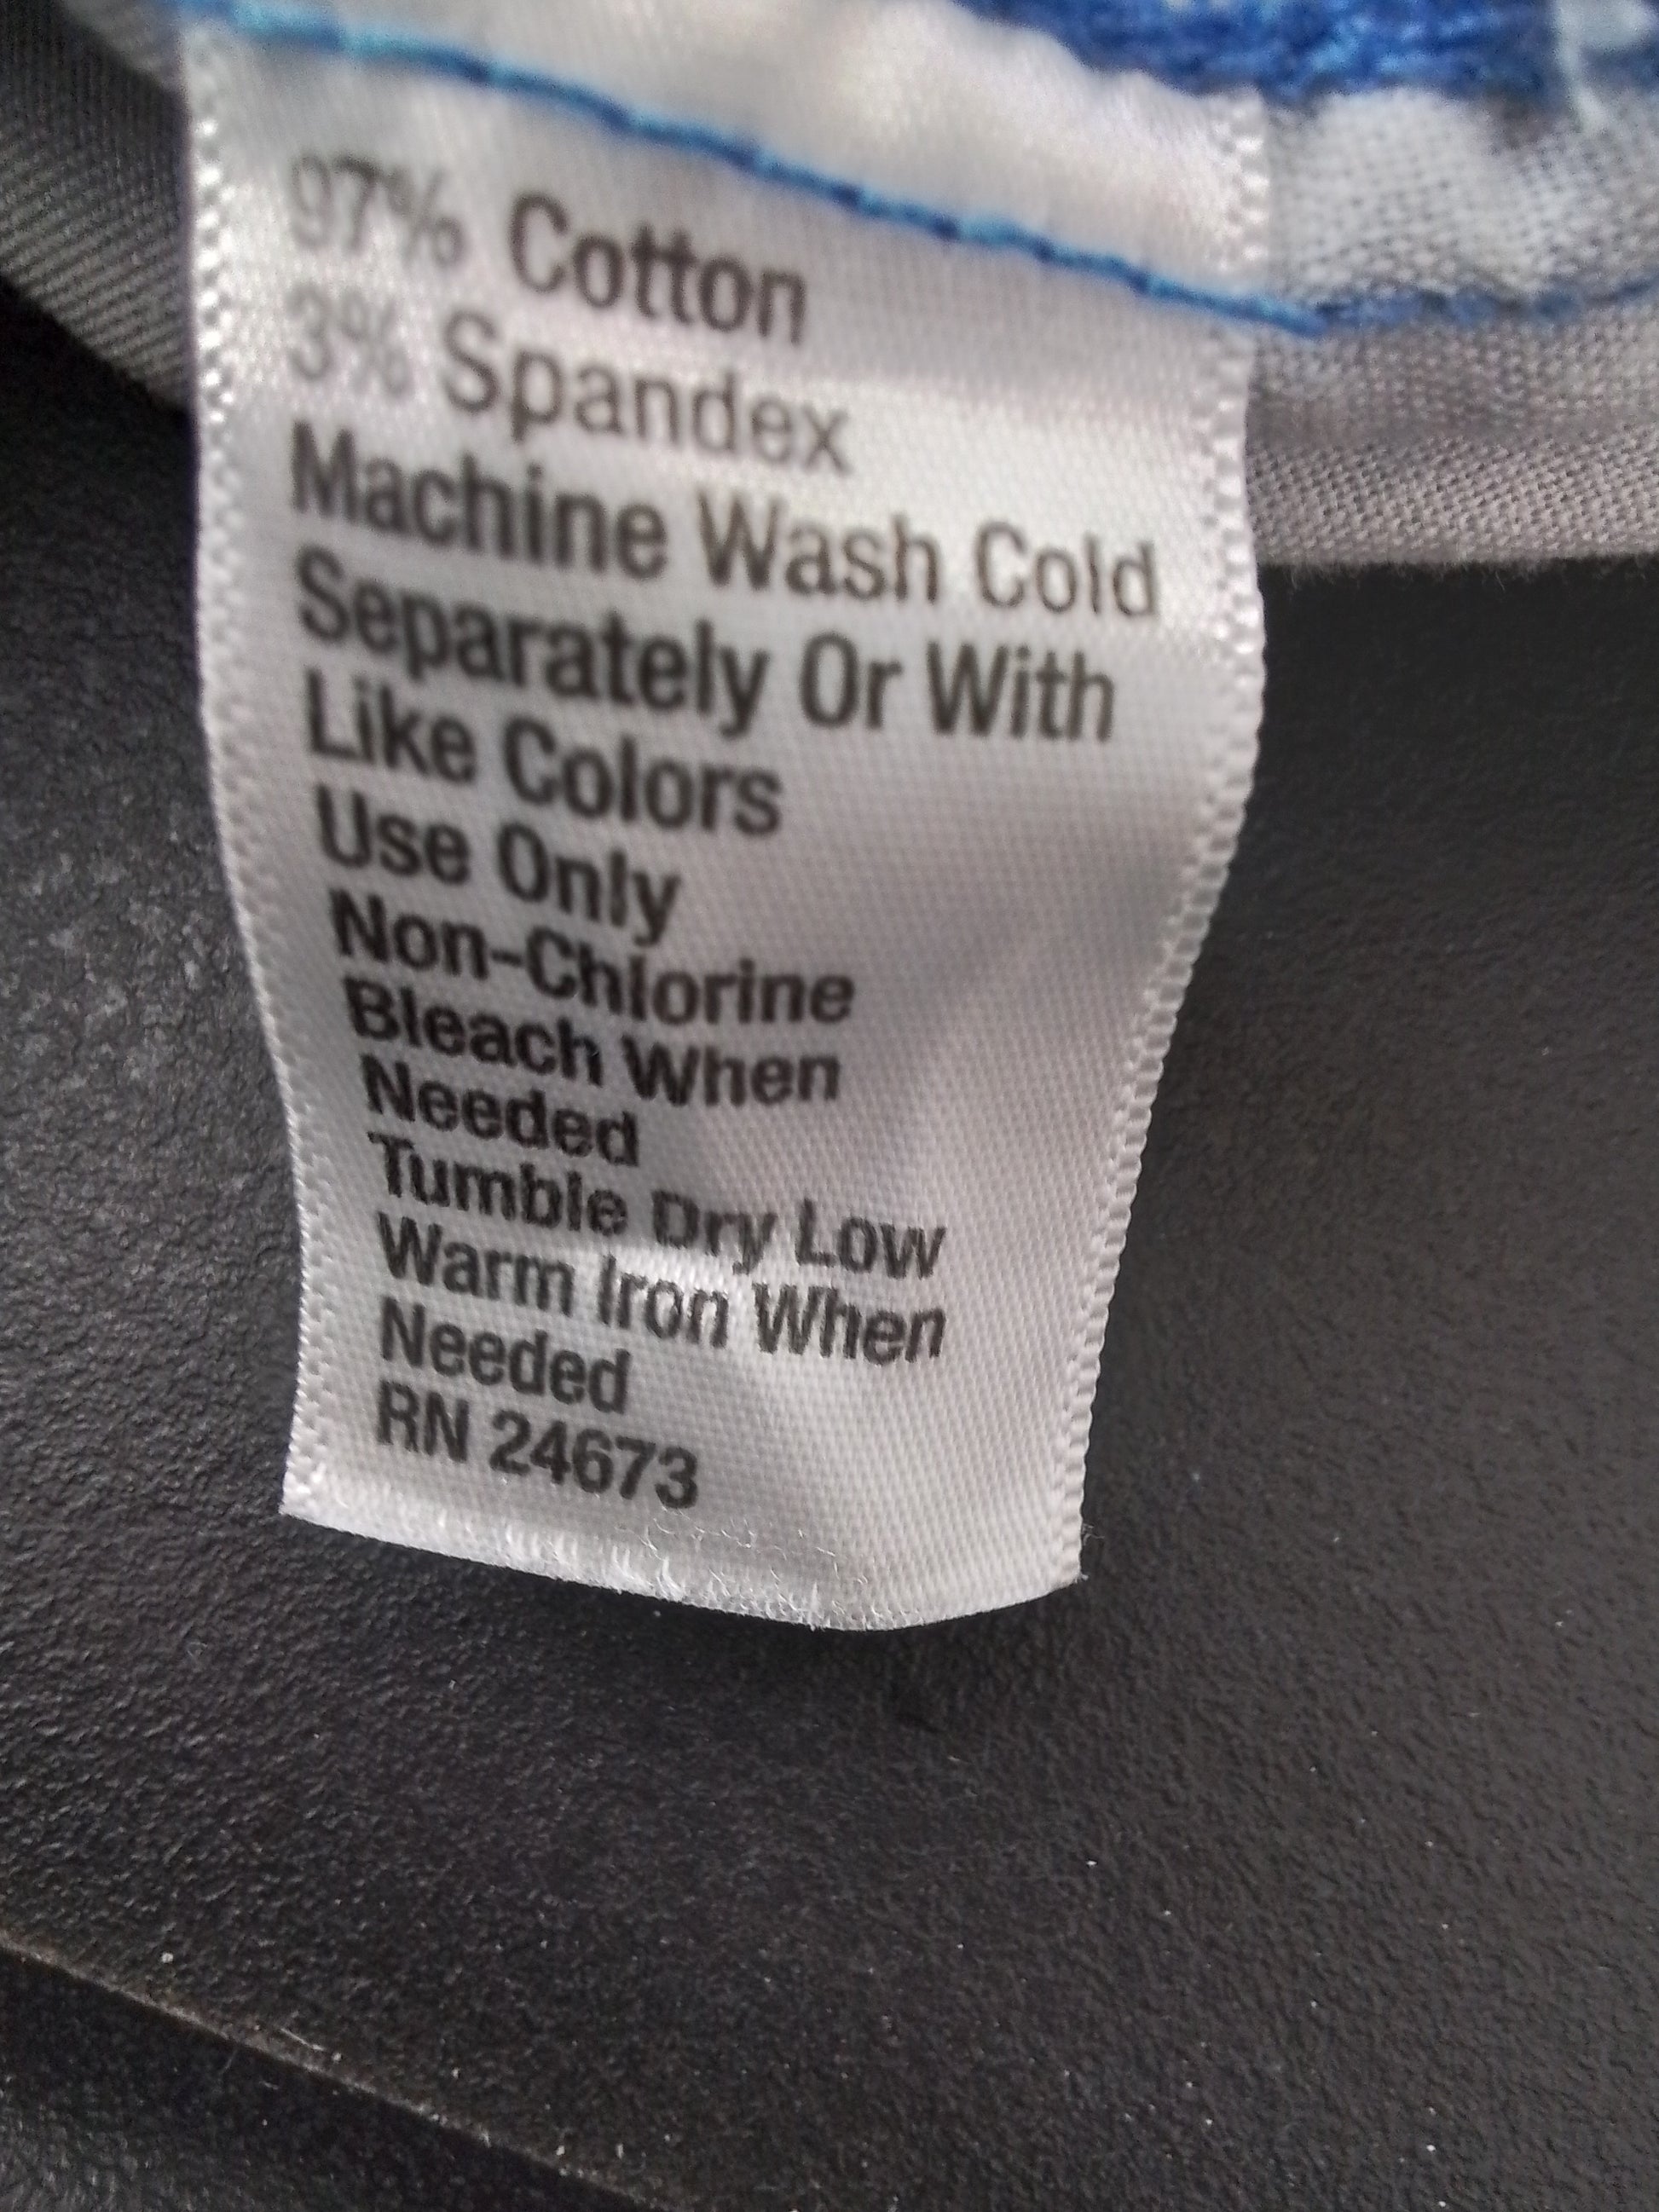 97% Cotton
3% Spandex
Machine Wash Cold
Separately Or With
Like Colors
Use Only
Non-Chlorine
Bleach When
Needed
Tumble Dry Low
Warm Iron When
Needed
RN 24673